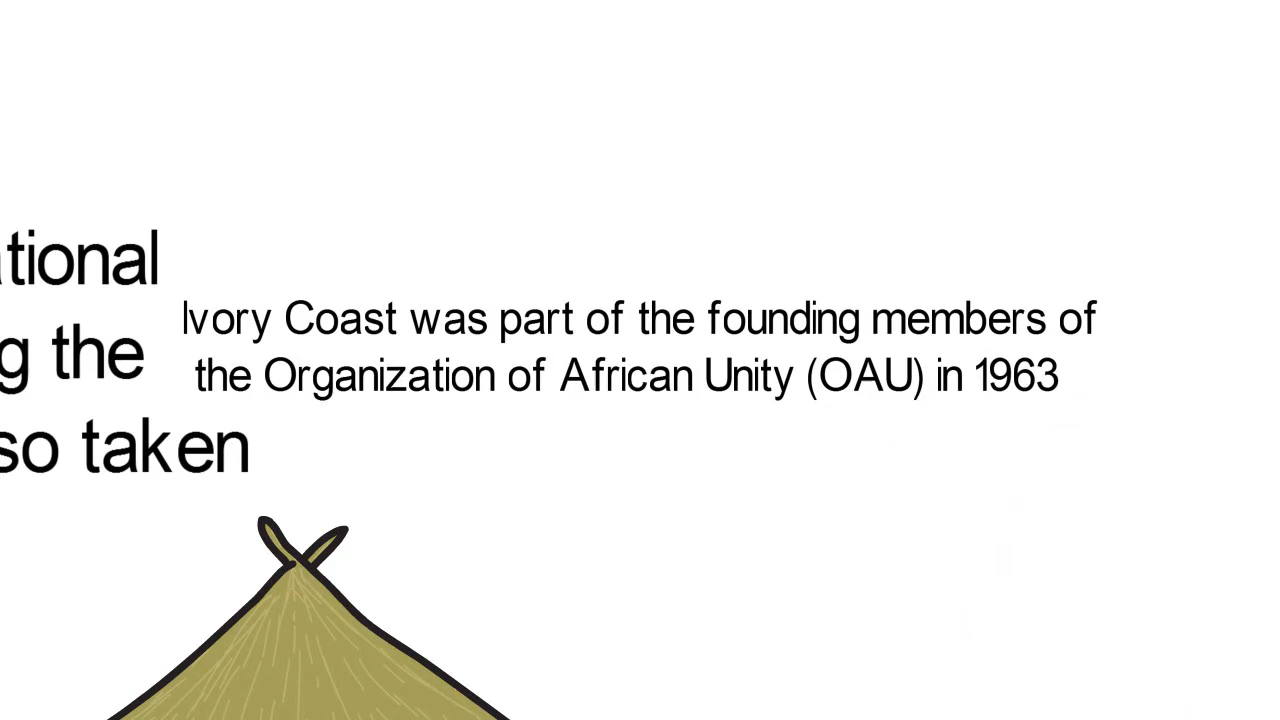 ational
g the
so taken
Ivory Coast was part of the founding members of
the Organization of African Unity (OAU) in 1963